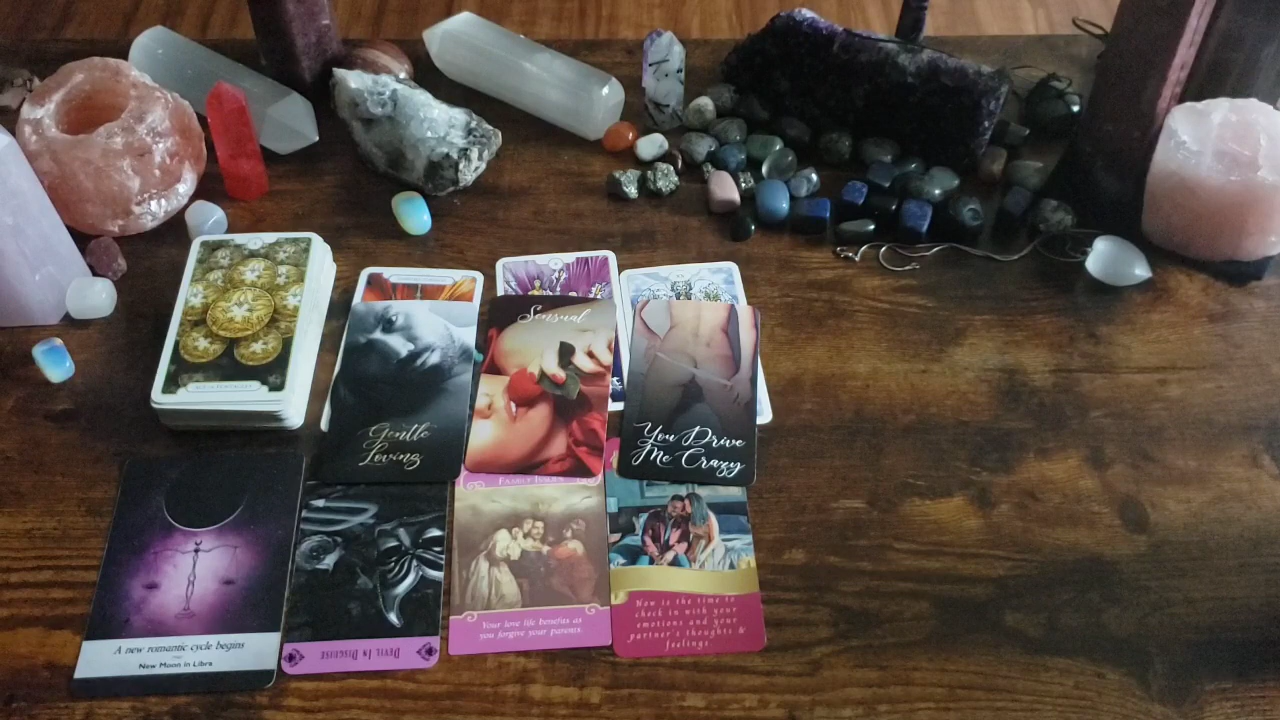 Sensual
Gentle
Loving
You Drive
Me Crazy
Family Issues
A new romantic cycle begins
New Moon in Libra
Devil In Disguise
Your love life benefits as
you forgive your parents.
Now is the time to
check in with your
emotions and your
partner's thoughts &
feelings.